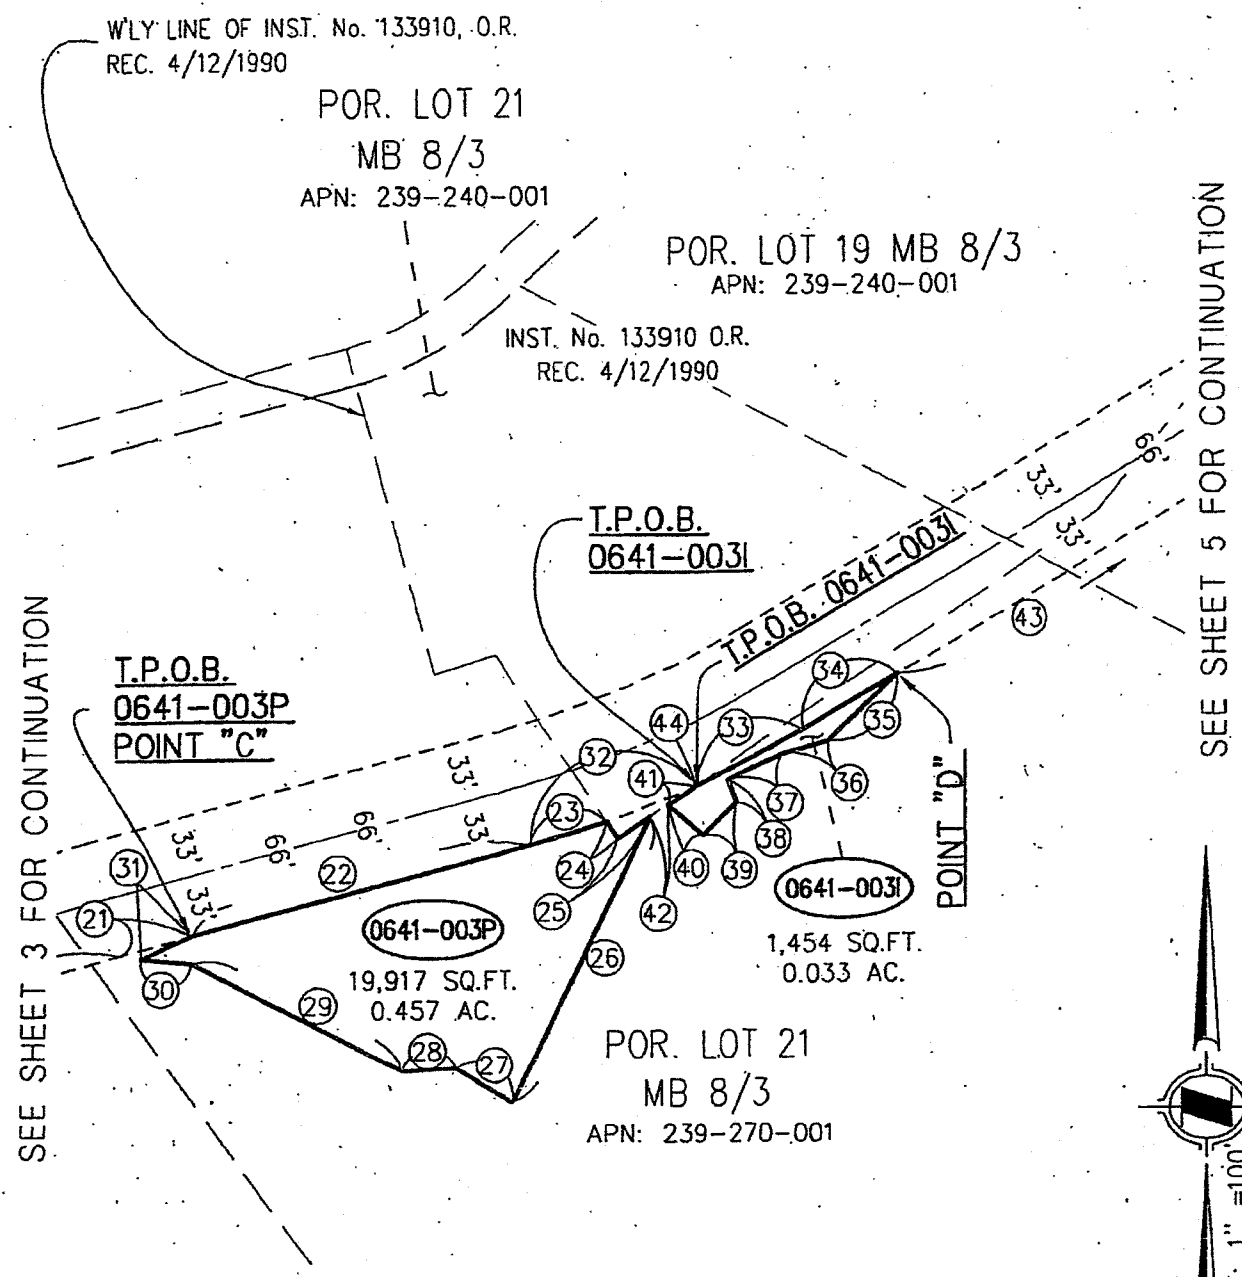 W'LY LINE OF INST. No. 133910, O.R.
REC. 4/12/1990
POR. LOT 21
MB 8/3
APN: 239-240-001
POR. LOT 19 MB 8/3
APN: 239-240-001
INST. No. 133910 O.R.
REC. 4/12/1990
SEE SHEET 5 FOR CONTINUATION
66'
33'
33'
T.P.O.B.
0641-003I
T.P.O.B. 0641-003I
43
34
35
36
44
33
32
41
37
38
39
40
42
T.P.O.B.
0641-003P
POINT "C"
33'
66'
33
33'
66'
33'
23
24
25
22
31
21
30
29
28
27
26
POINT "D"
0641-003I
1,454 SQ.FT.
0.033 AC.
0641-003P
19,917 SQ.FT.
0.457 AC.
POR. LOT 21
MB 8/3
APN: 239-270-001
SEE SHEET 3 FOR CONTINUATION
1" =100'